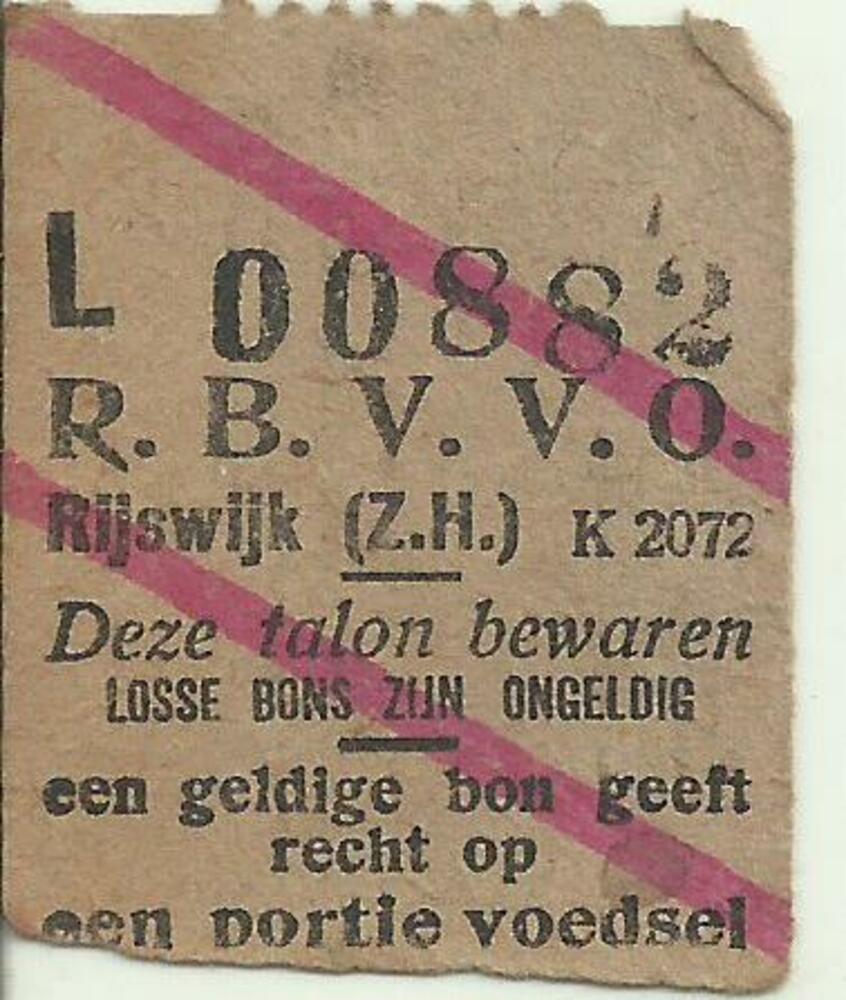 L 00882
R. B. V. V. O.
Rijswijk (Z.H.) K 2072
Deze talon bewaren
LOSSE BONS ZIJN ONGELDIG
een geldige bon geeft
recht op
een portie voedsel